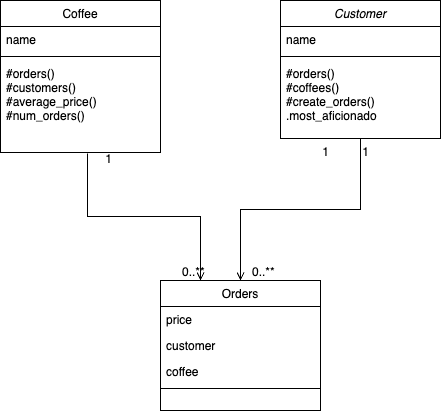 Coffee
name
#orders()
#customers()
#average_price()
#num_orders()
Customer
name
#orders()
#coffees()
#create_orders()
.most_aficionado
1
1
1
0..**
0..**
Orders
price
customer
coffee